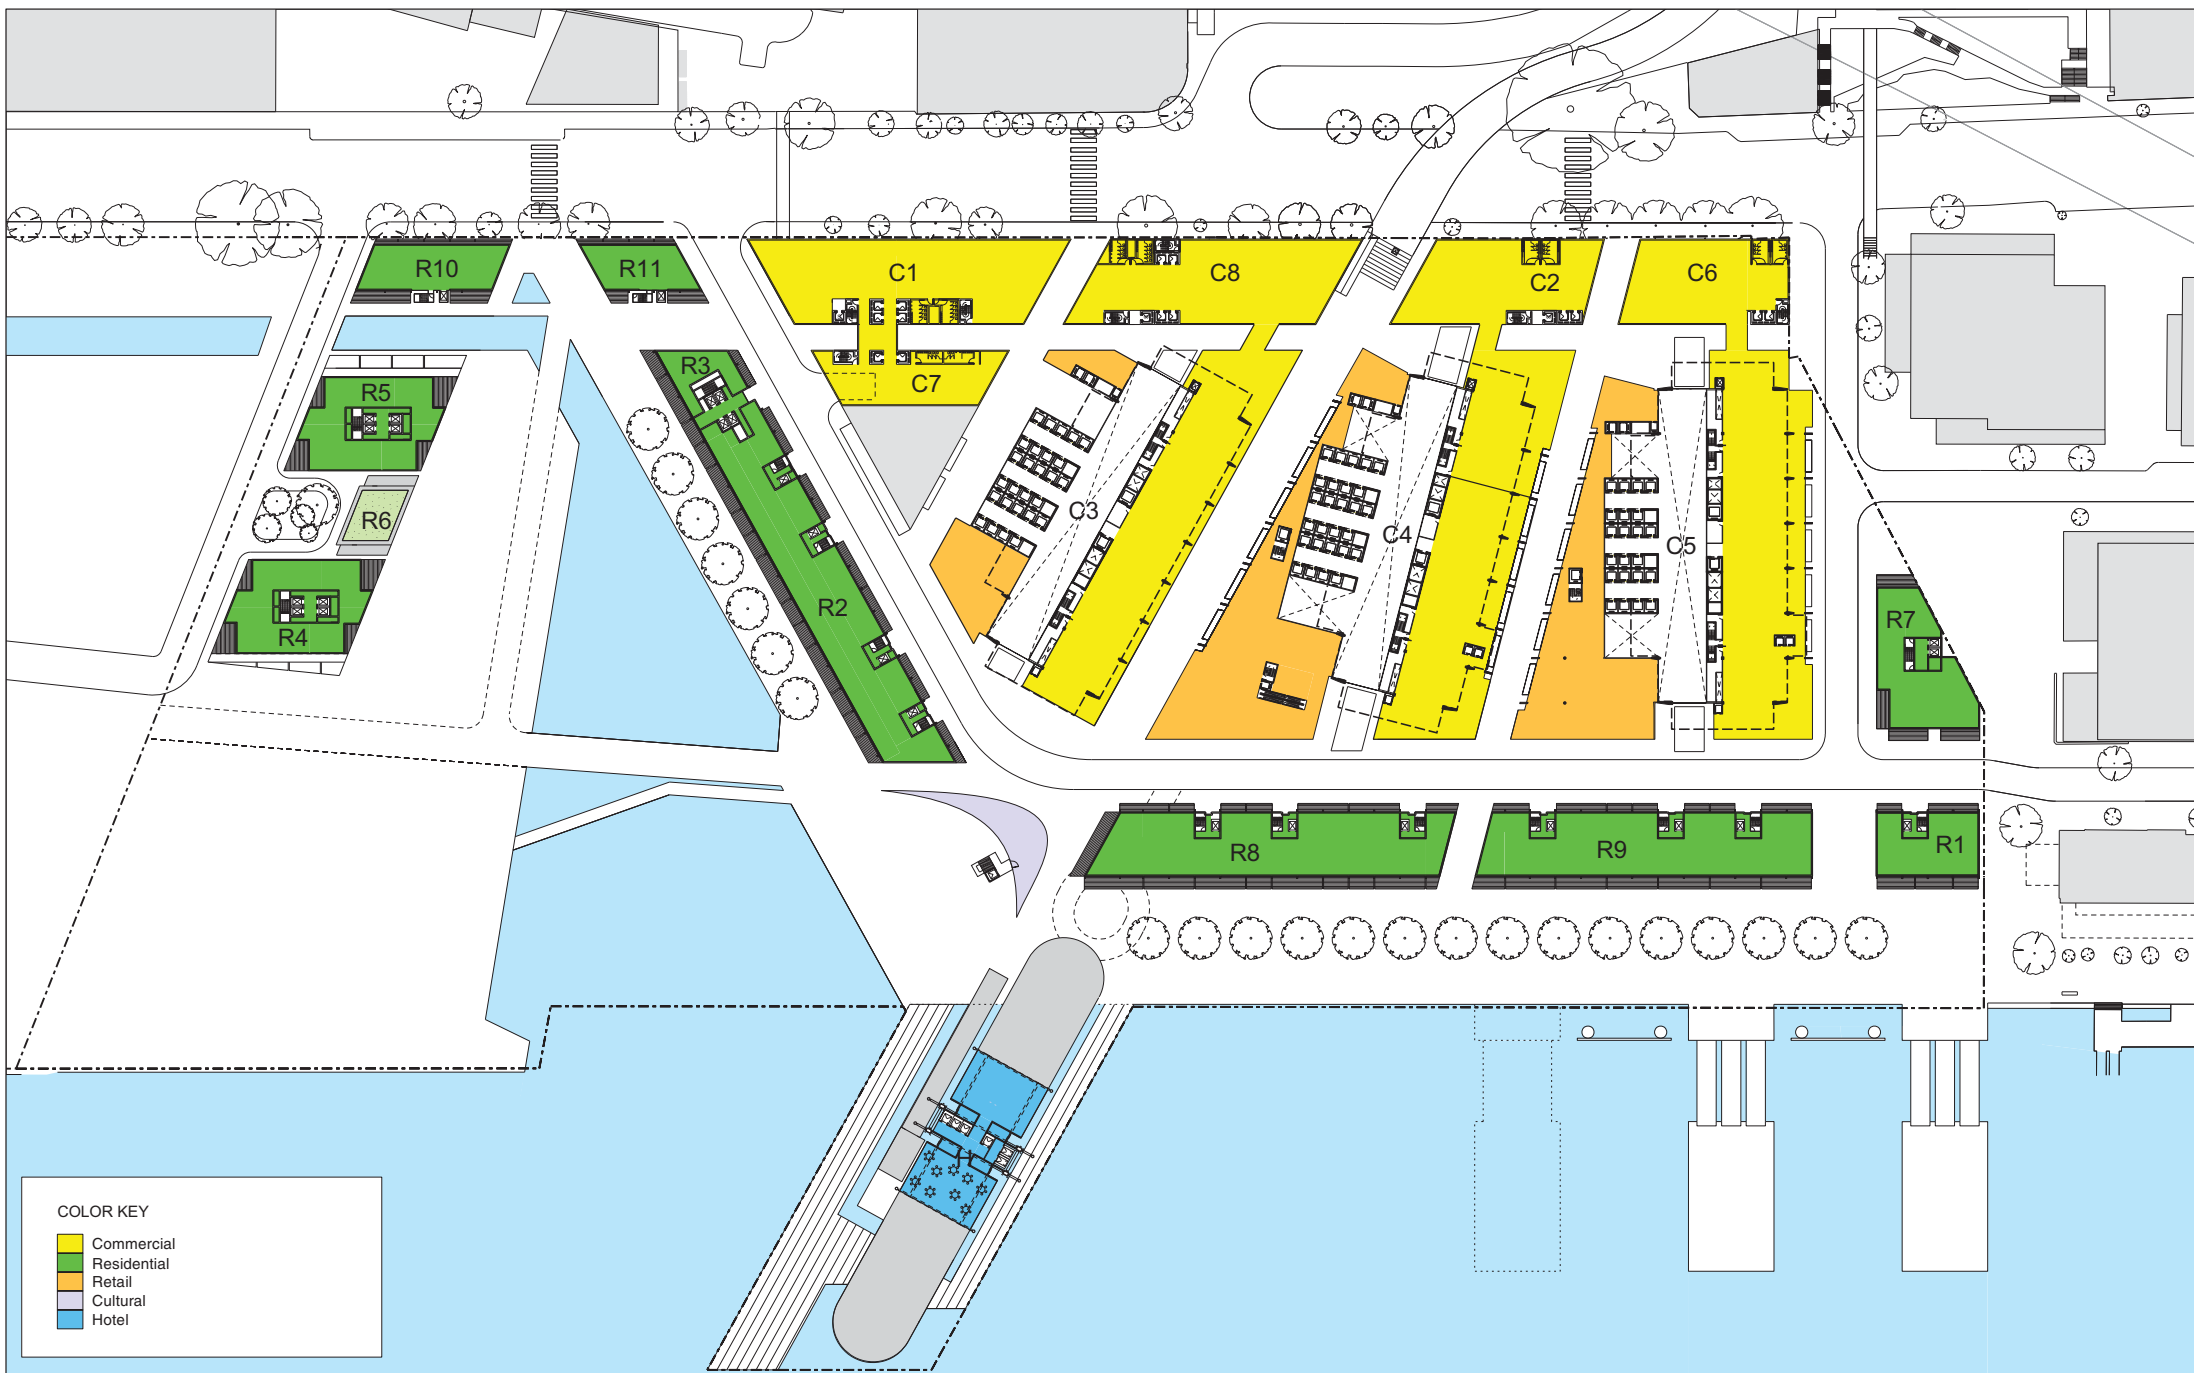 R10
R11
C1
C8
C2
C6
R3
R5
C7
R6
C3
C4
C5
R4
R2
R7
R8
R9
R1
COLOR KEY
Commercial
Residential
Retail
Cultural
Hotel